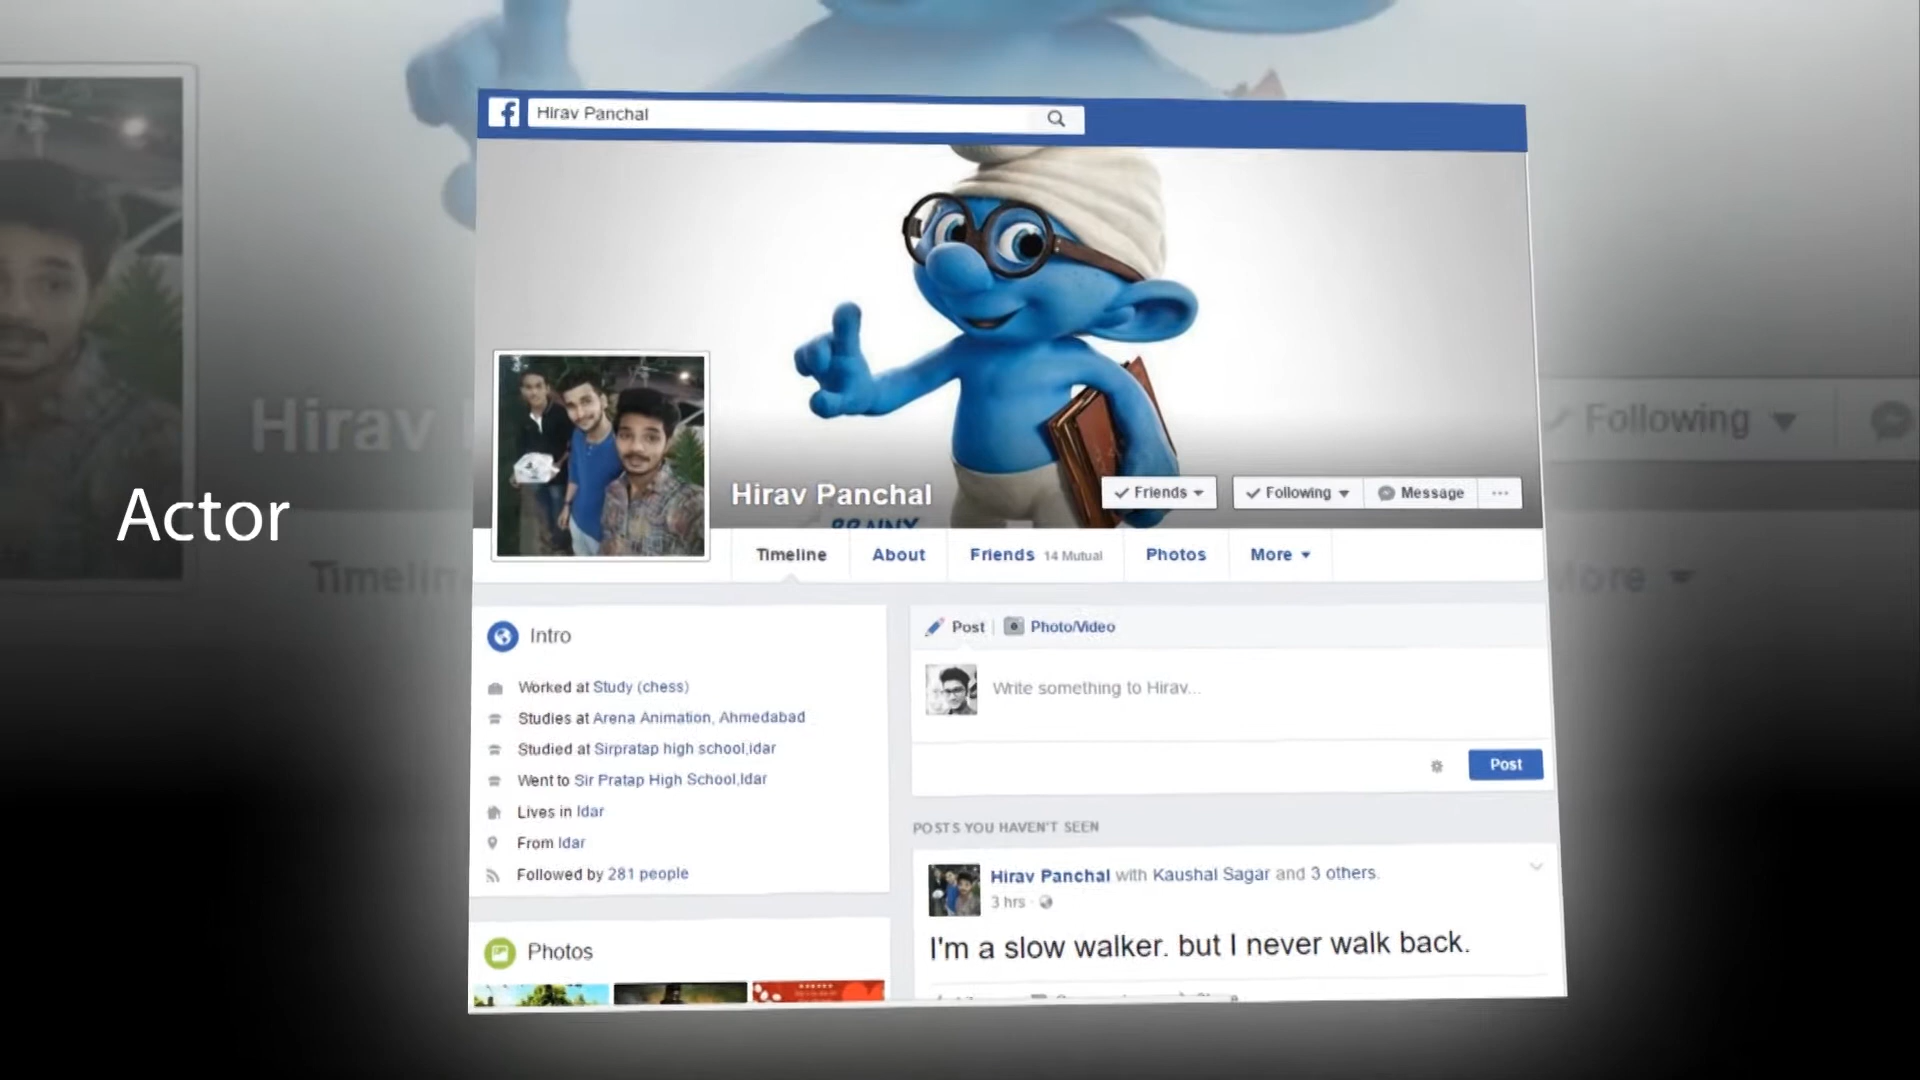 Hirav Panchal
Hirav
Following
Actor
Hirav Panchal
Friends
Following
Message
BRAINY
Timeline
About
Friends 14 Mutual
Photos
More
Timelin
More
Intro
Worked at Study (chess)
Studies at Arena Animation, Ahmedabad
Studied at Sirpratap high school,idar
Went to Sir Pratap High School,Idar
Lives in Idar
From Idar
Followed by 281 people
Photos
Post
Photo/Video
Write something to Hirav...
Post
POSTS YOU HAVEN'T SEEN
Hirav Panchal with Kaushal Sagar and 3 others.
3 hrs
I'm a slow walker. but I never walk back.